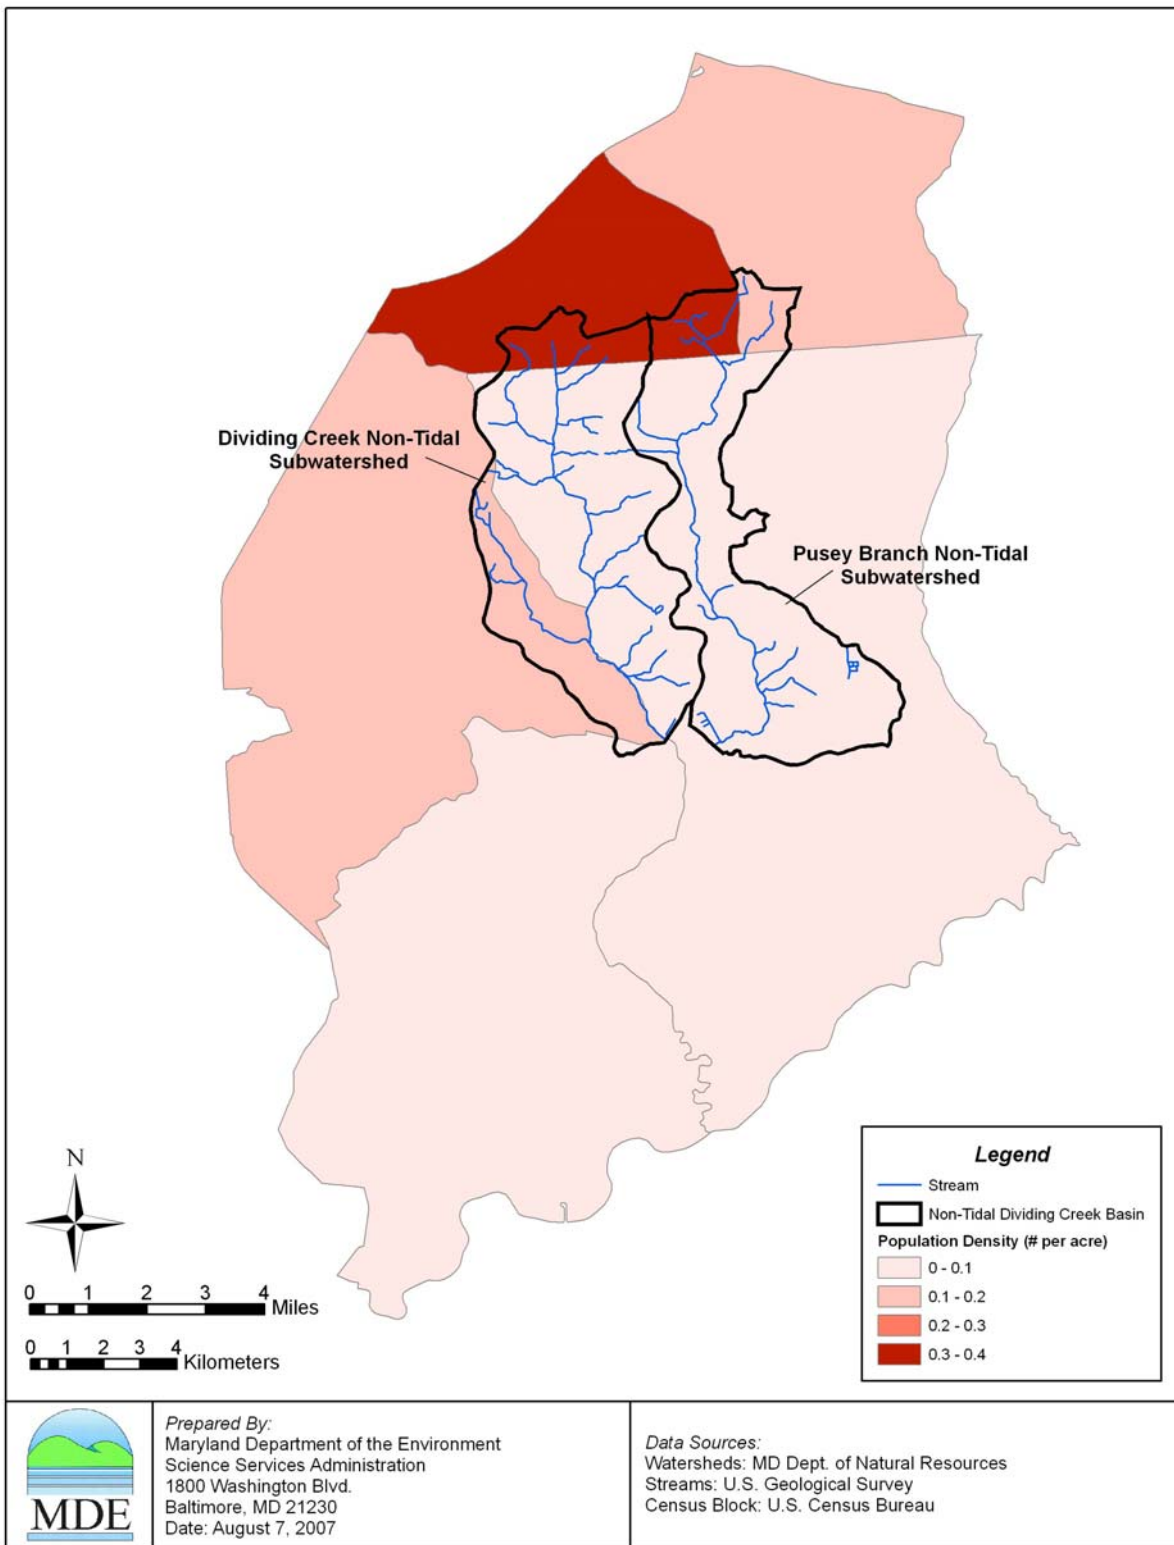 Dividing Creek Non-Tidal
Subwatershed
Pusey Branch Non-Tidal
Subwatershed
N
0 1 2 3 4
Miles
0 1 2 3 4
Kilometers
Legend
Stream
Non-Tidal Dividing Creek Basin
Population Density (# per acre)
0 - 0.1
0.1 - 0.2
0.2 - 0.3
0.3 - 0.4
MDE
Prepared By:
Maryland Department of the Environment
Science Services Administration
1800 Washington Blvd.
Baltimore, MD 21230
Date: August 7, 2007
Data Sources:
Watersheds: MD Dept. of Natural Resources
Streams: U.S. Geological Survey
Census Block: U.S. Census Bureau